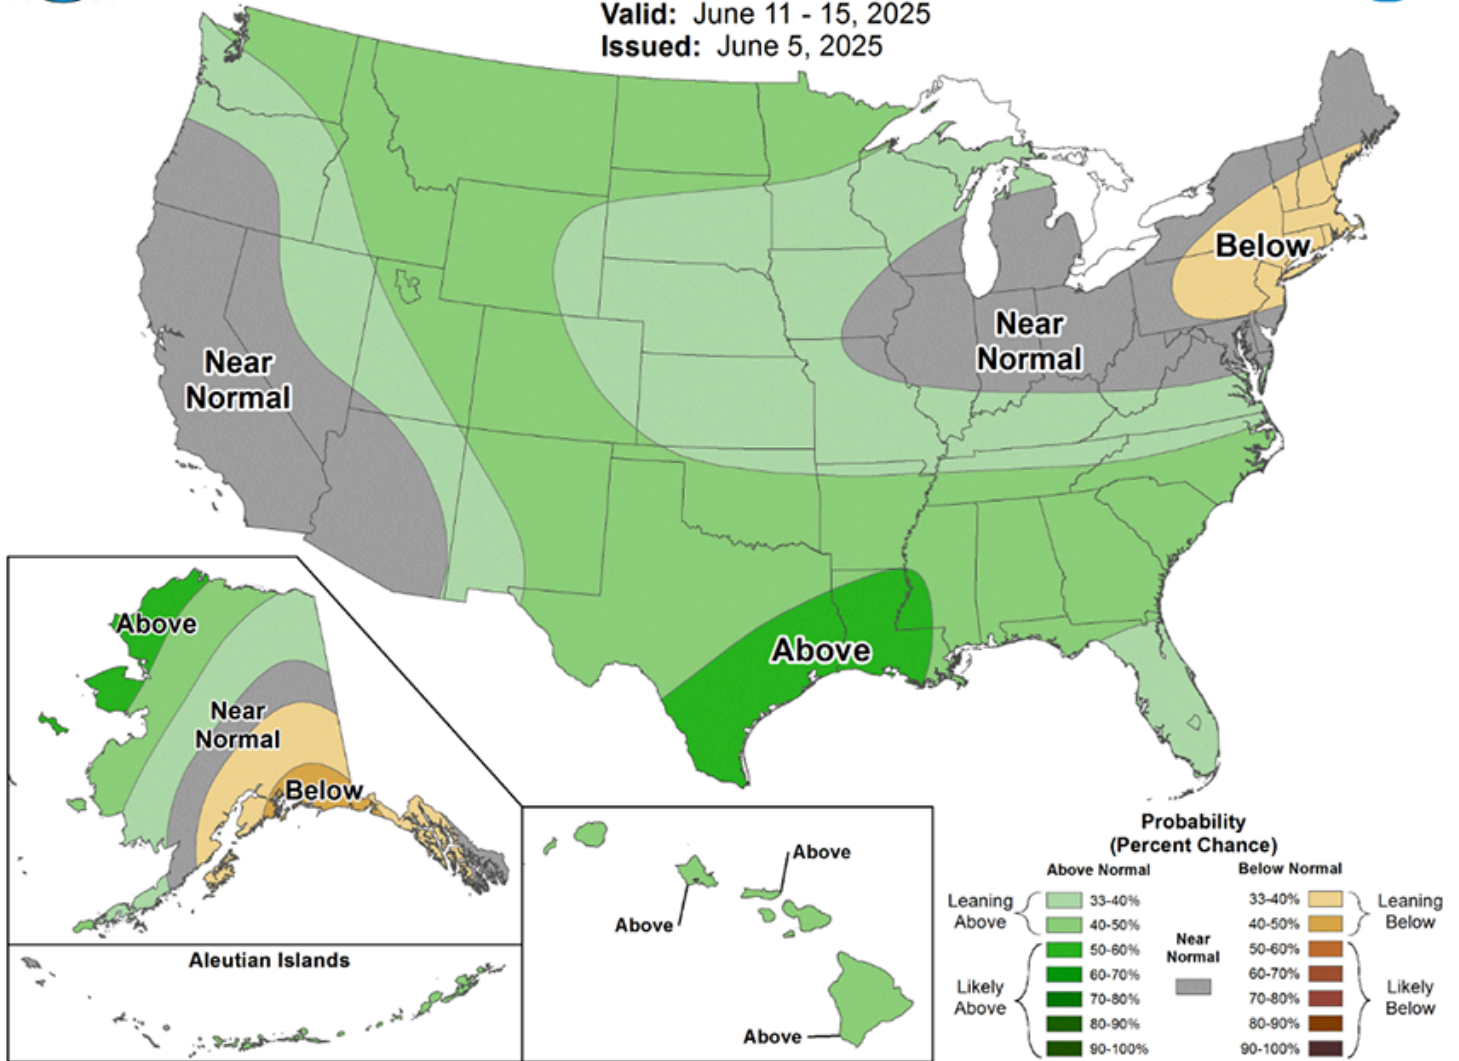 Valid: June 11 - 15, 2025
Issued: June 5, 2025
Below
Near
Normal
Near
Normal
Above
Above
Near
Normal
Below
Aleutian Islands
Above
Above
Above
Probability
(Percent Chance)
Above Normal
Below Normal
Leaning
Above
33-40%
40-50%
Likely
Above
50-60%
60-70%
70-80%
80-90%
90-100%
Near
Normal
33-40%
40-50%
Leaning
Below
50-60%
60-70%
70-80%
80-90%
90-100%
Likely
Below